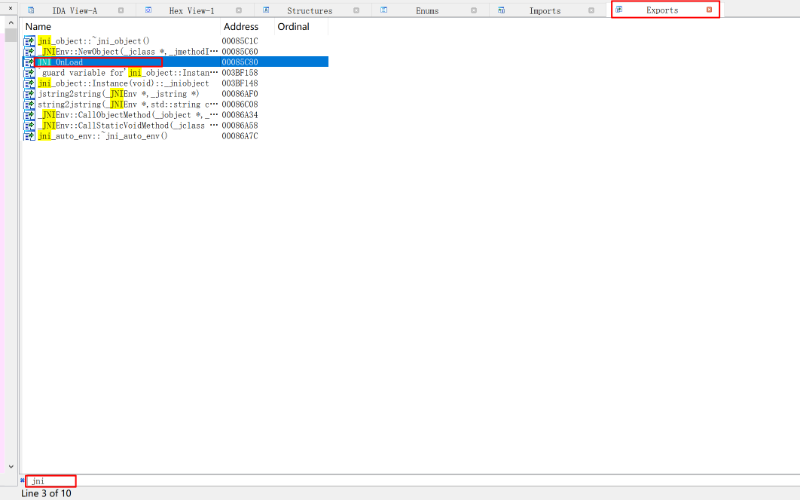 IDA View-A Hex View-1 Structures Enums Imports Exports
Name Address Ordinal
jni_object::~jni_object() 00085C1C
_JNIEnv::NewObject(_jclass *,_jmethodI… 00085C60
JNI_OnLoad 00085C80
`guard variable for'jni_object::Instan… 003BF158
jni_object::Instance(void)::_jniobject 003BF148
jstring2string(_JNIEnv *,_jstring *) 00086AF0
string2jstring(_JNIEnv *,std::string c… 00086C08
_JNIEnv::CallObjectMethod(_jobject *,_… 00086A34
_JNIEnv::CallStaticVoidMethod(_jclass … 00086A58
jni_auto_env::~jni_auto_env() 00086A7C
jni
Line 3 of 10